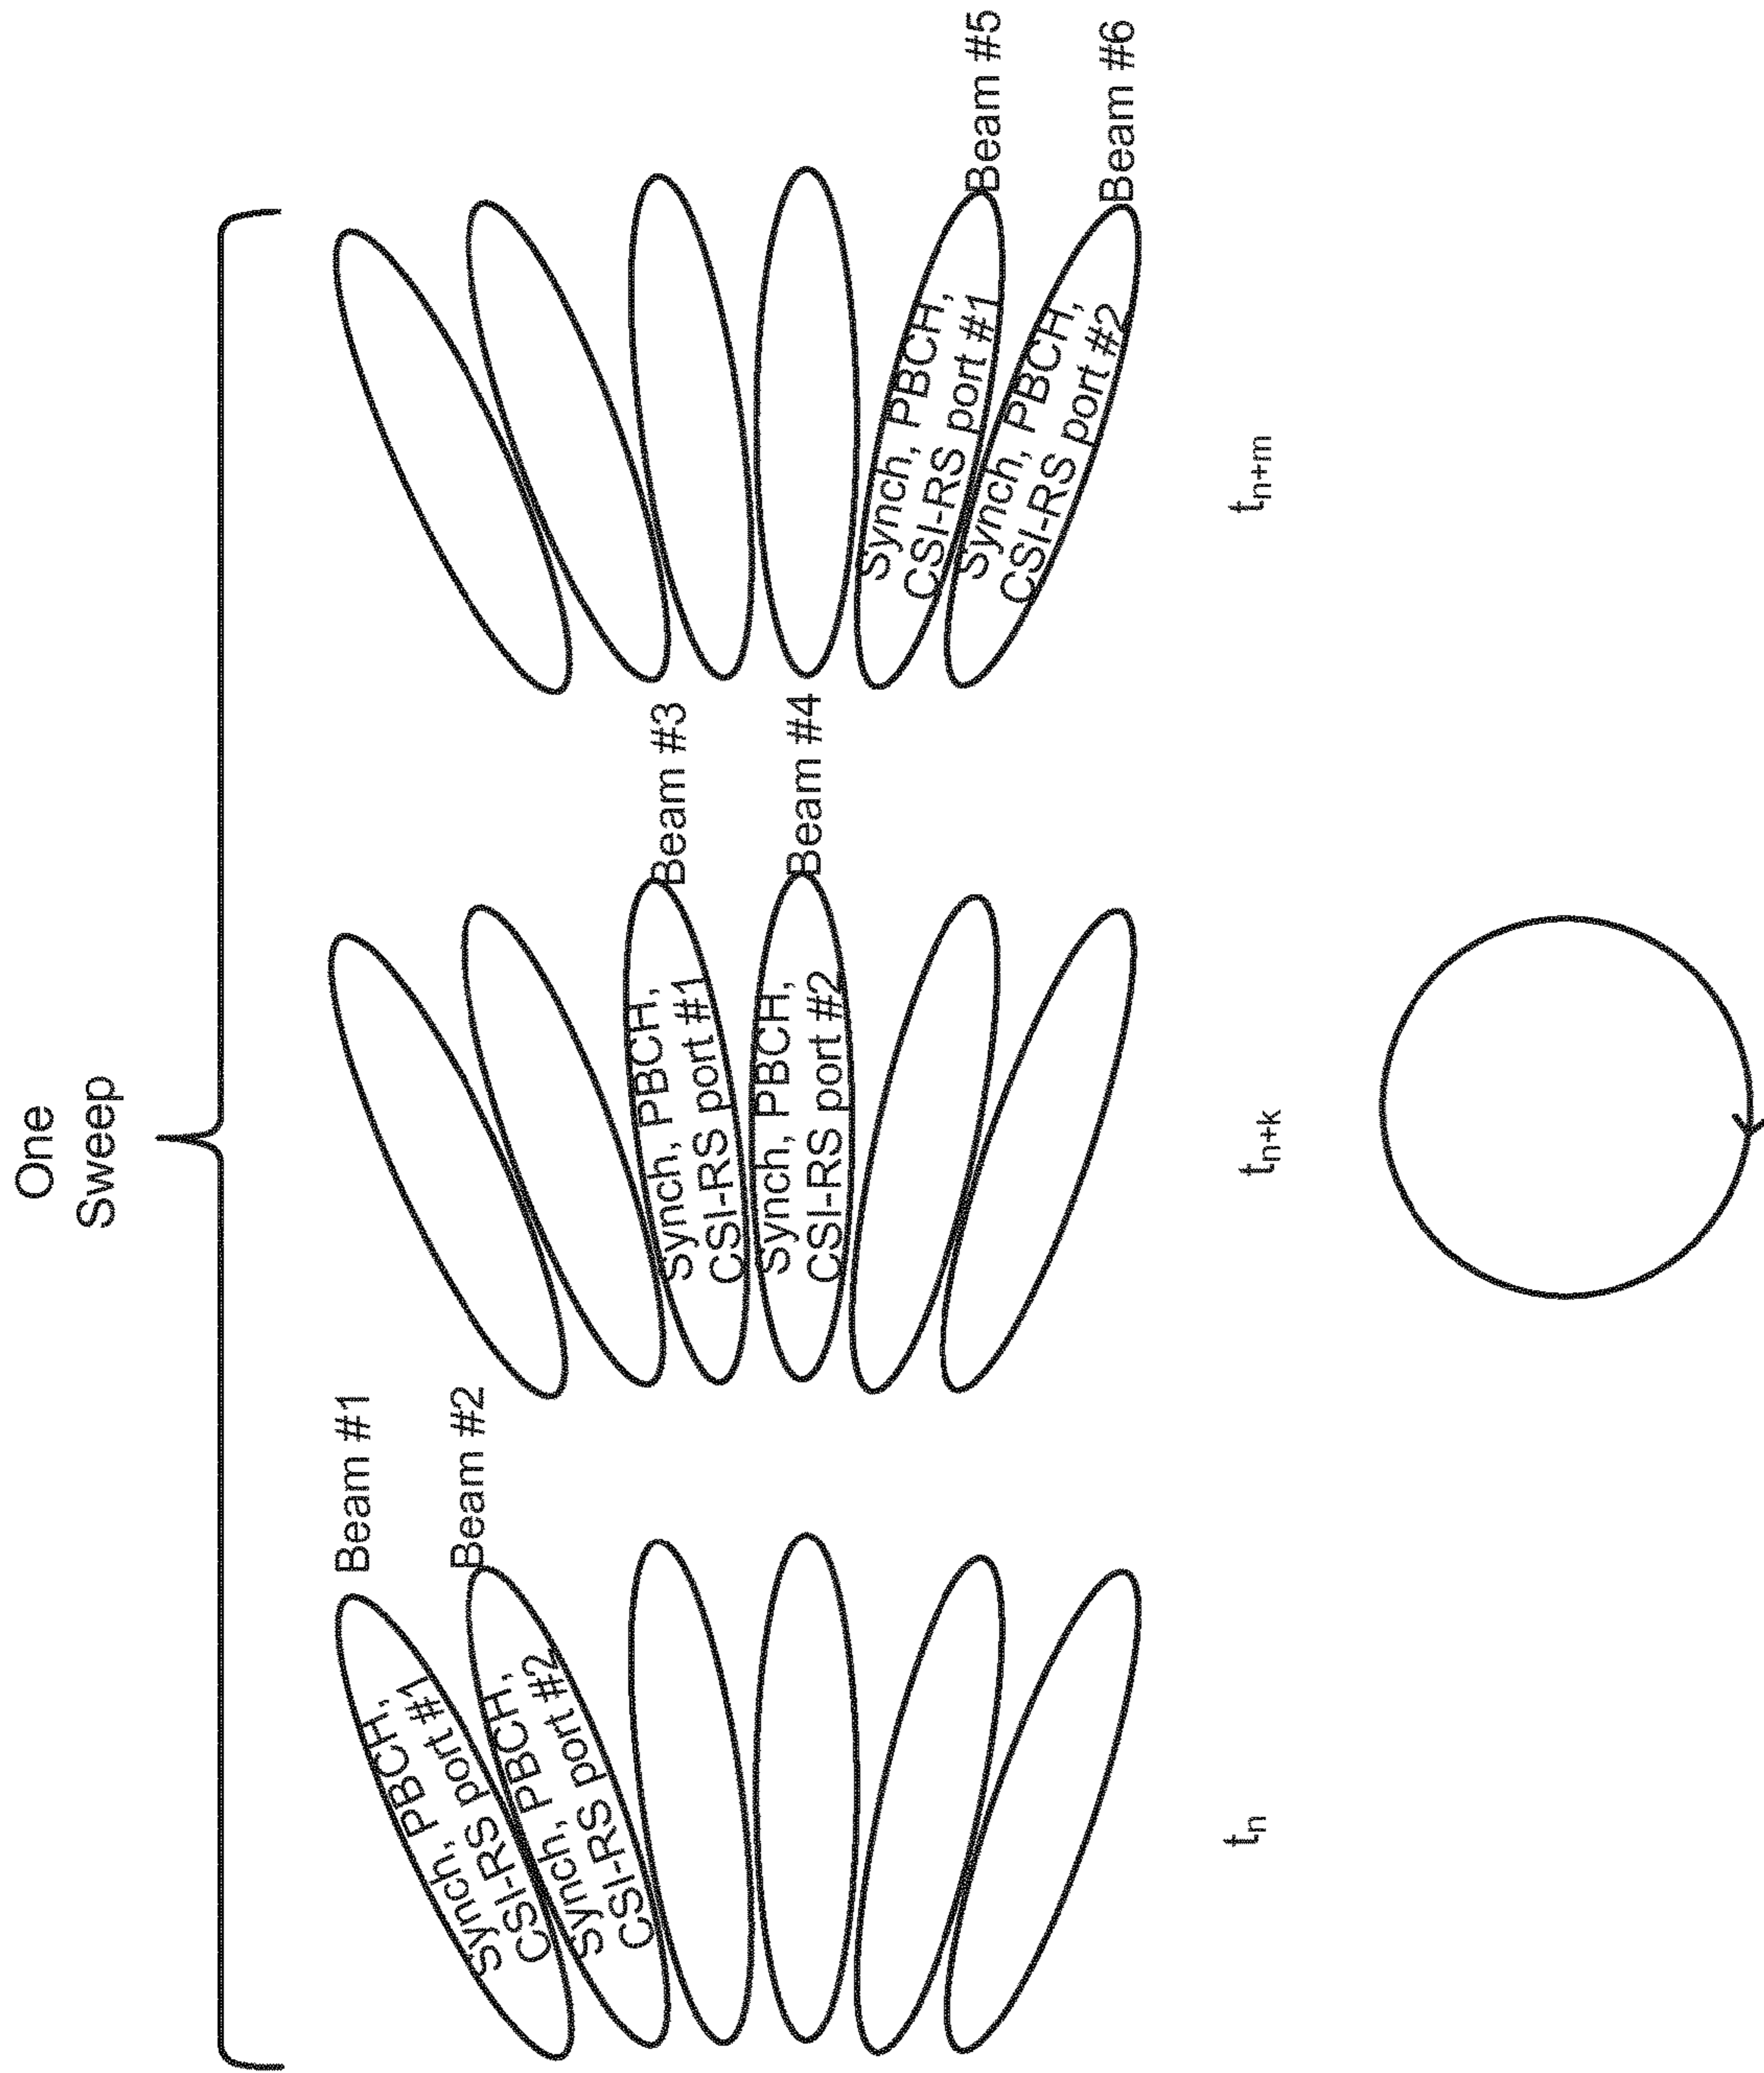 One
Sweep
Beam #1
Synch, PBCH,
CSI-RS port #1
Beam #2
Synch, PBCH,
CSI-RS port #2
tn
Beam #3
Synch, PBCH,
CSI-RS port #1
Beam #4
Synch, PBCH,
CSI-RS port #2
tn+k
Beam #5
Synch, PBCH,
CSI-RS port #1
Beam #6
Synch, PBCH,
CSI-RS port #2
tn+m